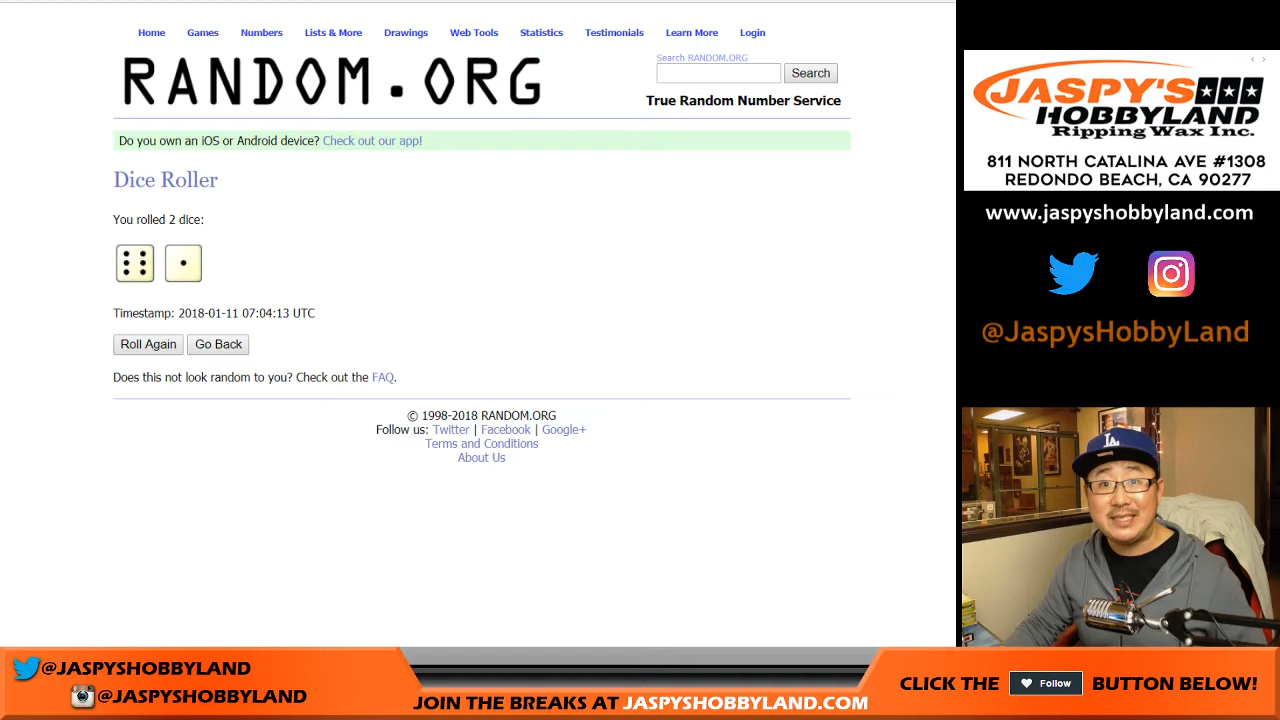 Home Games Numbers Lists & More Drawings Web Tools Statistics Testimonials Learn More Login
RANDOM.ORG
Search RANDOM.ORG
Search
True Random Number Service
Do you own an iOS or Android device? Check out our app!
Dice Roller
You rolled 2 dice:
Timestamp: 2018-01-11 07:04:13 UTC
Roll Again Go Back
Does this not look random to you? Check out the FAQ.
© 1998-2018 RANDOM.ORG
Follow us: Twitter | Facebook | Google+
Terms and Conditions
About Us
JASPY'S
HOBBYLAND
Ripping Wax Inc.
811 NORTH CATALINA AVE #1308
REDONDO BEACH, CA 90277
www.jaspyshobbyland.com
@JaspysHobbyLand
LA
@JASPYSHOBBYLAND
@JASPYSHOBBYLAND
JOIN THE BREAKS AT JASPYSHOBBYLAND.COM
CLICK THE Follow BUTTON BELOW!